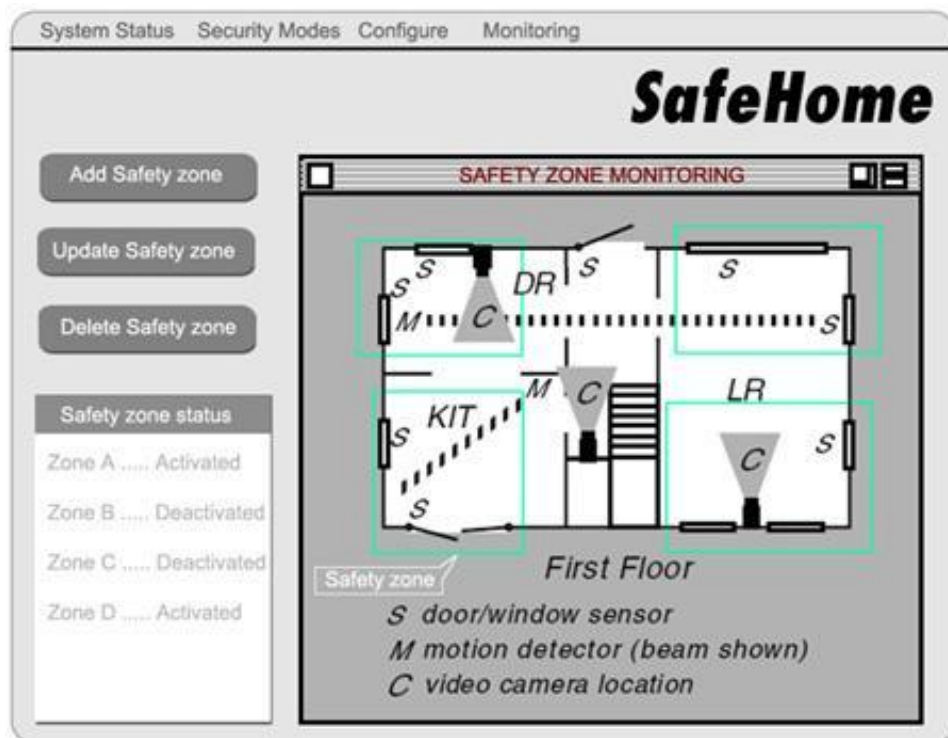 System Status Security Modes Configure Monitoring
SafeHome
Add Safety zone
Update Safety zone
Delete Safety zone
Safety zone status
Zone A ..... Activated
Zone B ..... Deactivated
Zone C ..... Deactivated
Zone D ..... Activated
SAFETY ZONE MONITORING
S S DR S S
M C S
M C LR
KIT
S C S
S
Safety zone
First Floor
S door/window sensor
M motion detector (beam shown)
C video camera location